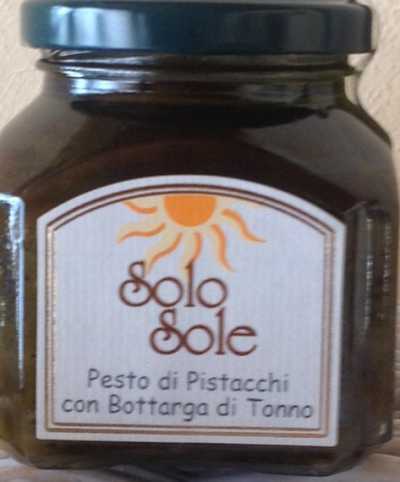 Solo
Sole
Pesto di Pistacchi
con Bottarga di Tonno